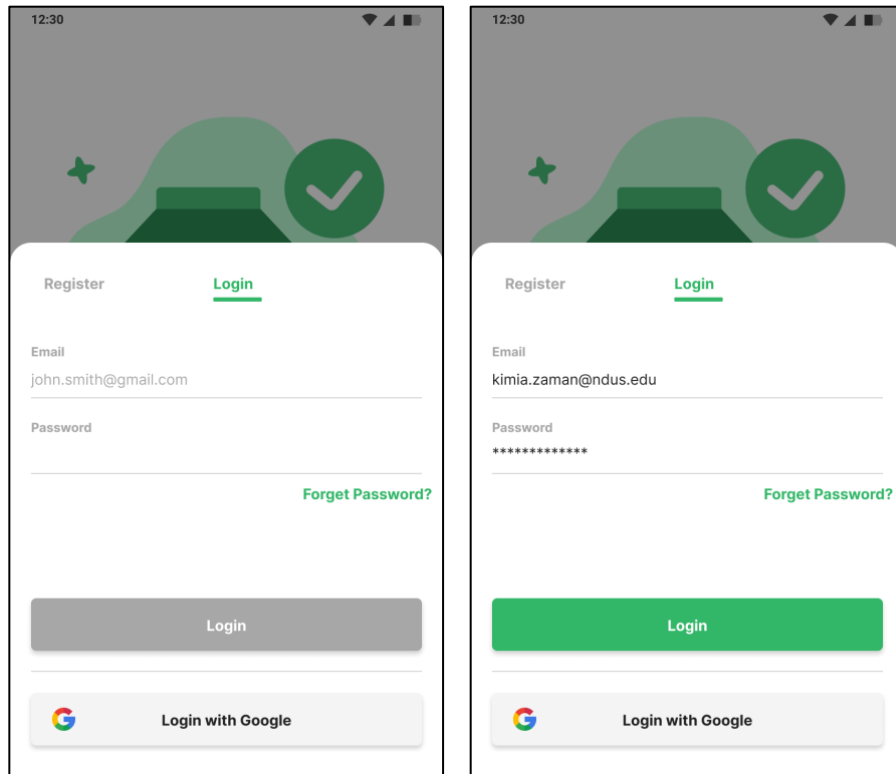 12:30
Register Login
Email
john.smith@gmail.com
Password
Forget Password?
Login
Login with Google
12:30
Register Login
Email
kimia.zaman@ndus.edu
Password
*************
Forget Password?
Login
Login with Google